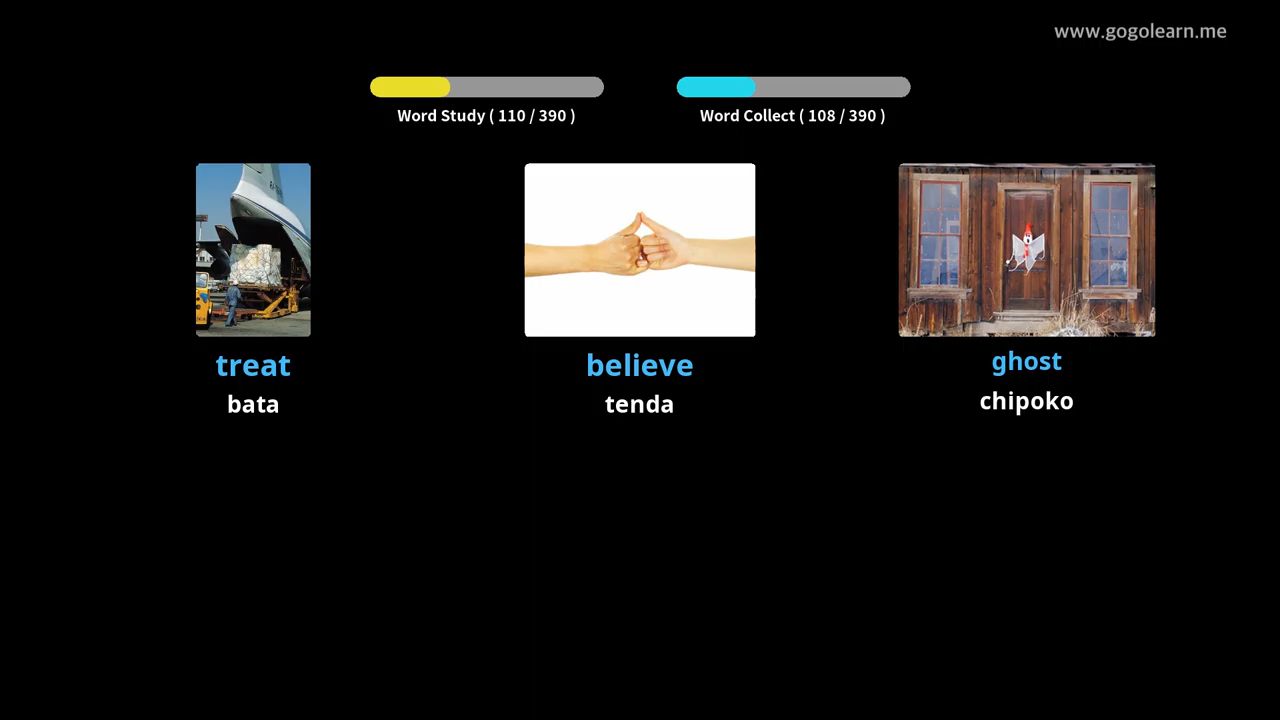 www.gogolearn.me
Word Study ( 110 / 390 )
Word Collect ( 108 / 390 )
treat
believe
ghost
bata
tenda
chipoko